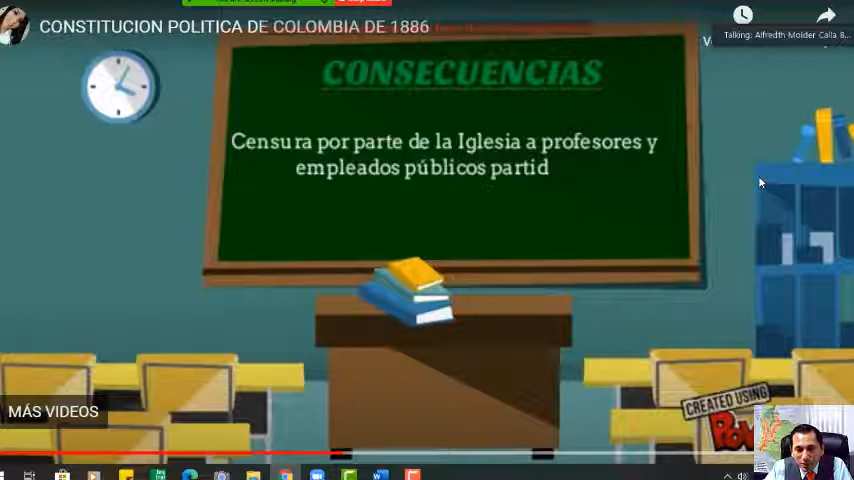 CONSTITUCION POLITICA DE COLOMBIA DE 1886
Talking: Alfredth Molder Calla B...
CONSECUENCIAS
Censura por parte de la Iglesia a profesores y
empleados públicos partid
MÁS VIDEOS
CREATED USING